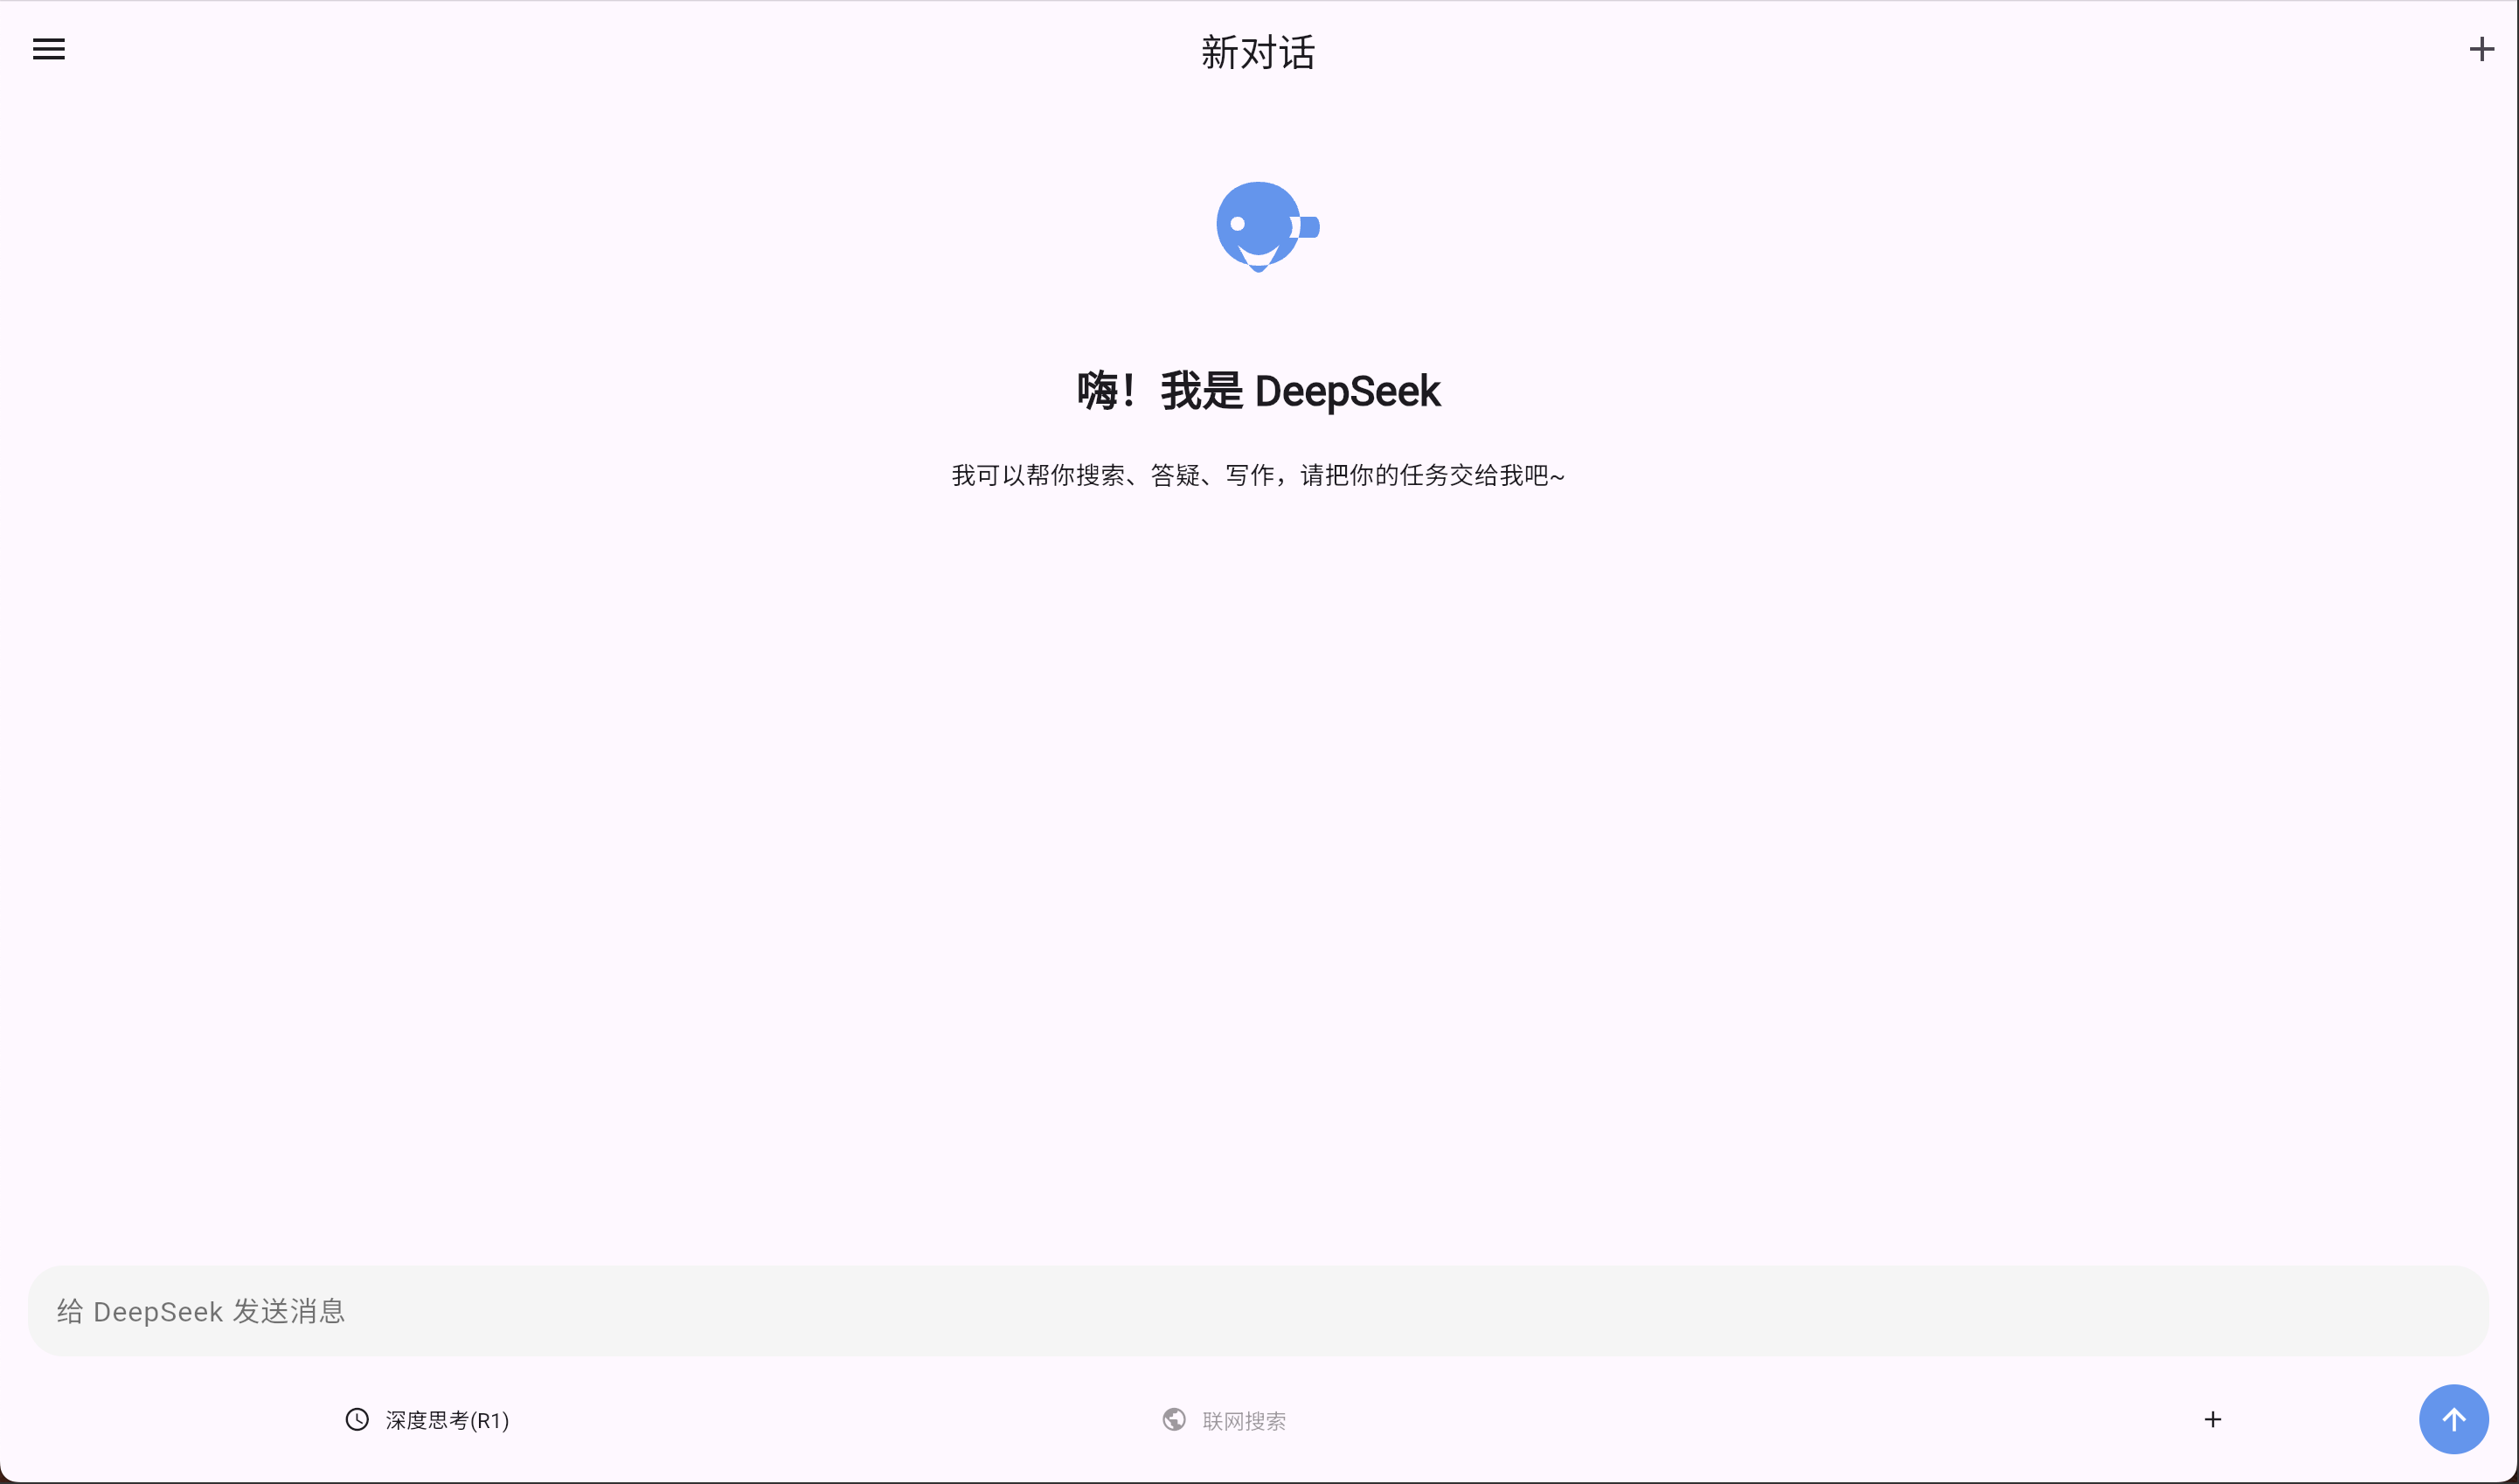 新对话
嗨！我是 DeepSeek
我可以帮你搜索、答疑、写作，请把你的任务交给我吧~
给 DeepSeek 发送消息
深度思考(R1)
联网搜索